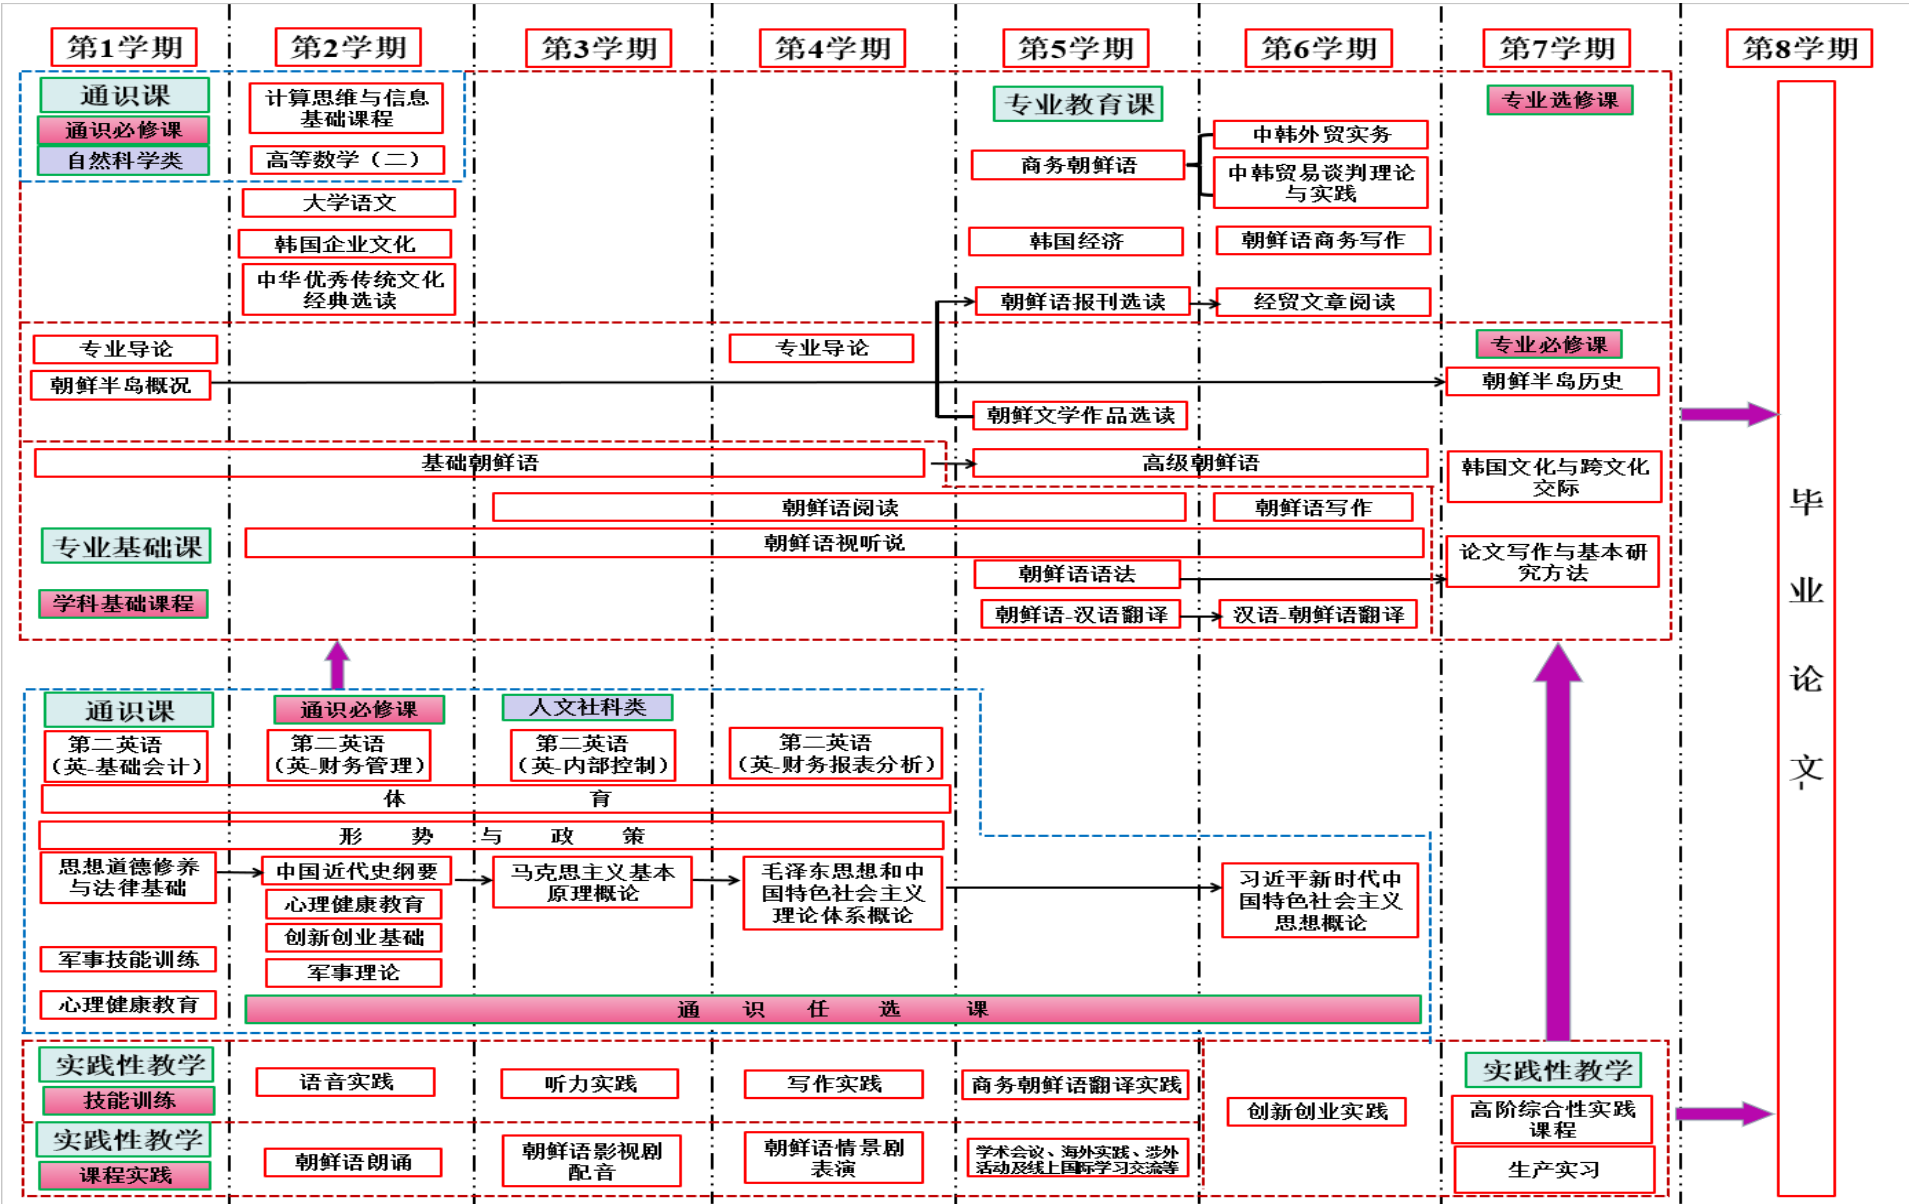 第1学期
第2学期
第3学期
第4学期
第5学期
第6学期
第7学期
第8学期
通识课
通识必修课
自然科学类
计算思维与信息
基础课程
高等数学（二）
专业教育课
专业选修课
商务朝鲜语
中韩外贸实务
中韩贸易谈判理论
与实践
大学语文
韩国企业文化
中华优秀传统文化
经典选读
韩国经济
朝鲜语商务写作
朝鲜语报刊选读
经贸文章阅读
专业导论
专业导论
专业必修课
朝鲜半岛概况
朝鲜半岛历史
朝鲜文学作品选读
基础朝鲜语
高级朝鲜语
韩国文化与跨文化
交际
朝鲜语阅读
朝鲜语写作
专业基础课
朝鲜语视听说
论文写作与基本研
究方法
朝鲜语语法
学科基础课程
朝鲜语-汉语翻译
汉语-朝鲜语翻译
毕
业
论
文
通识课
通识必修课
人文社科类
第二英语
（英-基础会计）
第二英语
（英-财务管理）
第二英语
（英-内部控制）
第二英语
（英-财务报表分析）
体育
形势与政策
思想道德修养
与法律基础
中国近代史纲要
马克思主义基本
原理概论
毛泽东思想和中
国特色社会主义
理论体系概论
习近平新时代中
国特色社会主义
思想概论
心理健康教育
创新创业基础
军事技能训练
军事理论
心理健康教育
通识任选课
实践性教学
技能训练
语音实践
听力实践
写作实践
商务朝鲜语翻译实践
创新创业实践
实践性教学
高阶综合性实践
课程
生产实习
实践性教学
课程实践
朝鲜语朗诵
朝鲜语影视剧
配音
朝鲜语情景剧
表演
学术会议、海外实践、涉外
活动及线上国际学习交流等